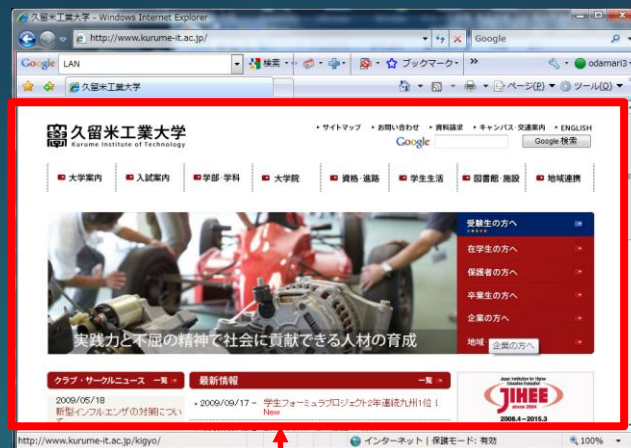 久留米工業大学 - Windows Internet Explorer
http://www.kurume-it.ac.jp/
Google
Google LAN 検索 ブックマーク odamari3
久留米工業大学 ページ(P) ツール(O)
久留米工業大学
Kurume Institute of Technology
・サイトマップ ・お問い合わせ ・資料請求 ・キャンパス・交通案内 ・ENGLISH
Google Google 検索
大学案内 入試案内 学部・学科 大学院 資格・進路 学生生活 図書館・施設 地域連携
受験生の方へ
在学生の方へ
保護者の方へ
卒業生の方へ
企業の方へ
地域
企業の方へ
実践力と不屈の精神で社会に貢献できる人材の育成
クラブ・サークルニュース 一覧
最新情報 一覧
2009/05/18
新型インフルエンザの対策につい
・2009/09/17 - 学生フォーミュラプロジェクト2年連続九州1位！
New
JIHEE
2008.4～2015.3
http://www.kurume-it.ac.jp/kigyo/
インターネット | 保護モード: 有効
100%